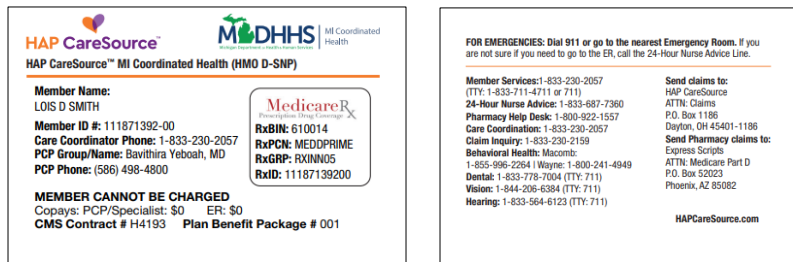 HAP CareSource™
MDHHS
Michigan Department of Health & Human Services
MI Coordinated
Health
HAP CareSource™ MI Coordinated Health (HMO D-SNP)
Member Name:
LOIS D SMITH
Member ID #: 111871392-00
Care Coordinator Phone: 1-833-230-2057
PCP Group/Name: Bavithira Yeboah, MD
PCP Phone: (586) 498-4800
MedicareRx
Prescription Drug Coverage
RxBIN: 610014
RxPCN: MEDDPRIME
RxGRP: RXINN05
RxID: 11187139200
MEMBER CANNOT BE CHARGED
Copays: PCP/Specialist: $0 ER: $0
CMS Contract # H4193 Plan Benefit Package # 001
FOR EMERGENCIES: Dial 911 or go to the nearest Emergency Room. If you
are not sure if you need to go to the ER, call the 24-Hour Nurse Advice Line.
Member Services:1-833-230-2057
(TTY: 1-833-711-4711 or 711)
24-Hour Nurse Advice: 1-833-687-7360
Pharmacy Help Desk: 1-800-922-1557
Care Coordination: 1-833-230-2057
Claim Inquiry: 1-833-230-2159
Behavioral Health: Macomb:
1-855-996-2264 | Wayne: 1-800-241-4949
Dental: 1-833-778-7004 (TTY: 711)
Vision: 1-844-206-6384 (TTY: 711)
Hearing: 1-833-564-6123 (TTY: 711)
Send claims to:
HAP CareSource
ATTN: Claims
P.O. Box 1186
Dayton, OH 45401-1186
Send Pharmacy claims to:
Express Scripts
ATTN: Medicare Part D
P.O. Box 52023
Phoenix, AZ 85082
HAPCareSource.com